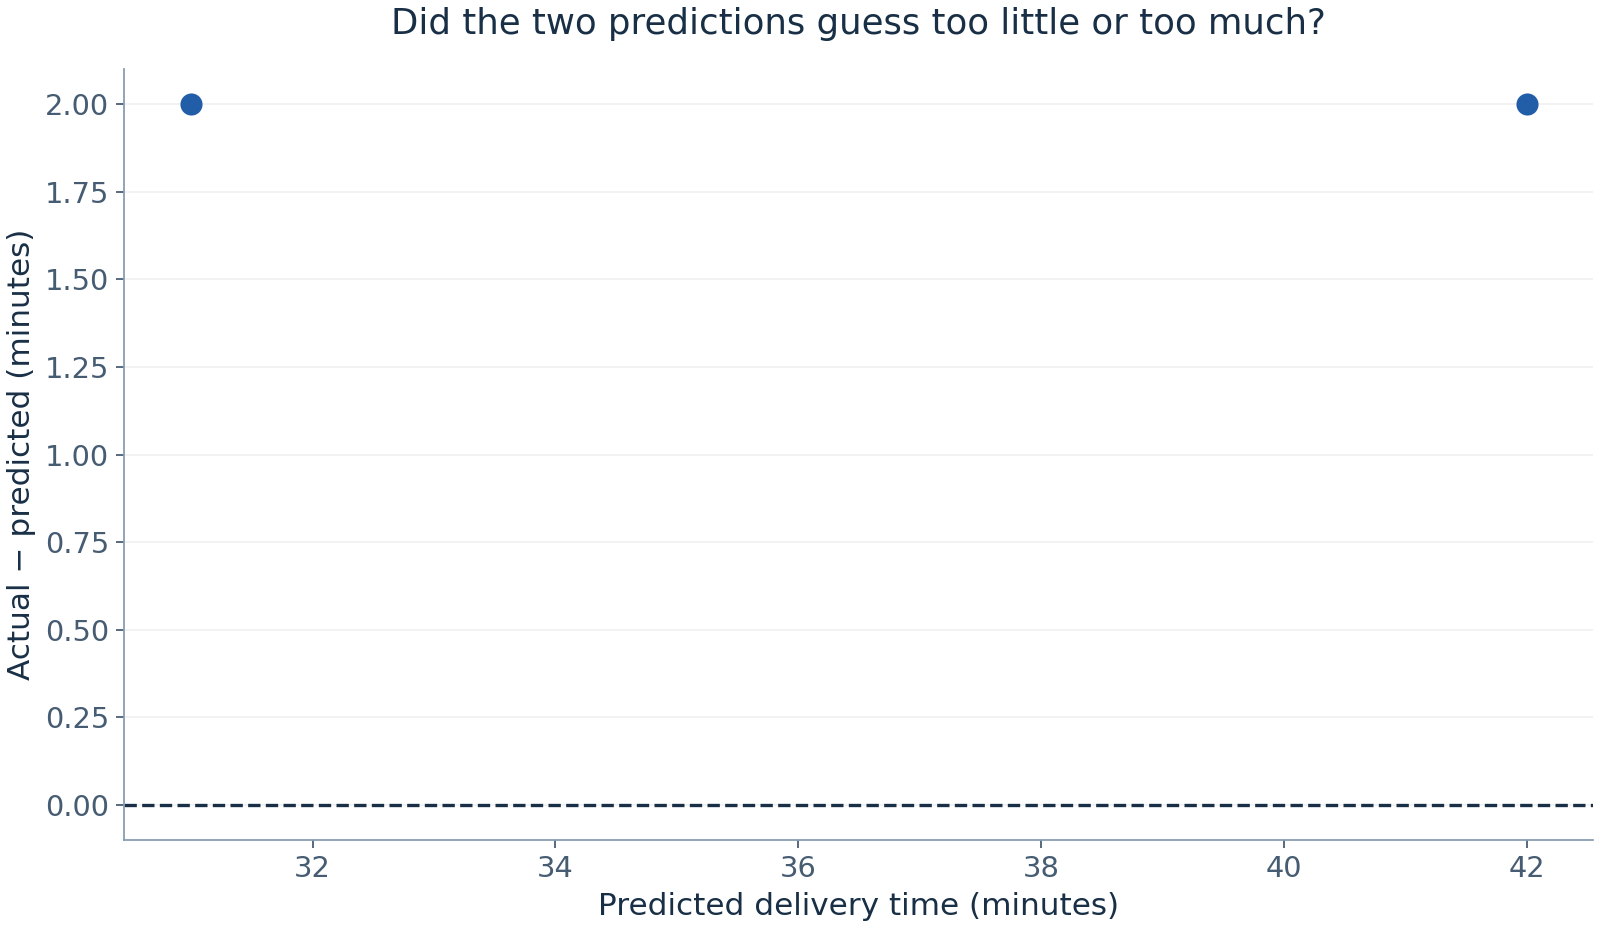 Did the two predictions guess too little or too much?
Actual − predicted (minutes)
2.00
1.75
1.50
1.25
1.00
0.75
0.50
0.25
0.00
32 34 36 38 40 42
Predicted delivery time (minutes)